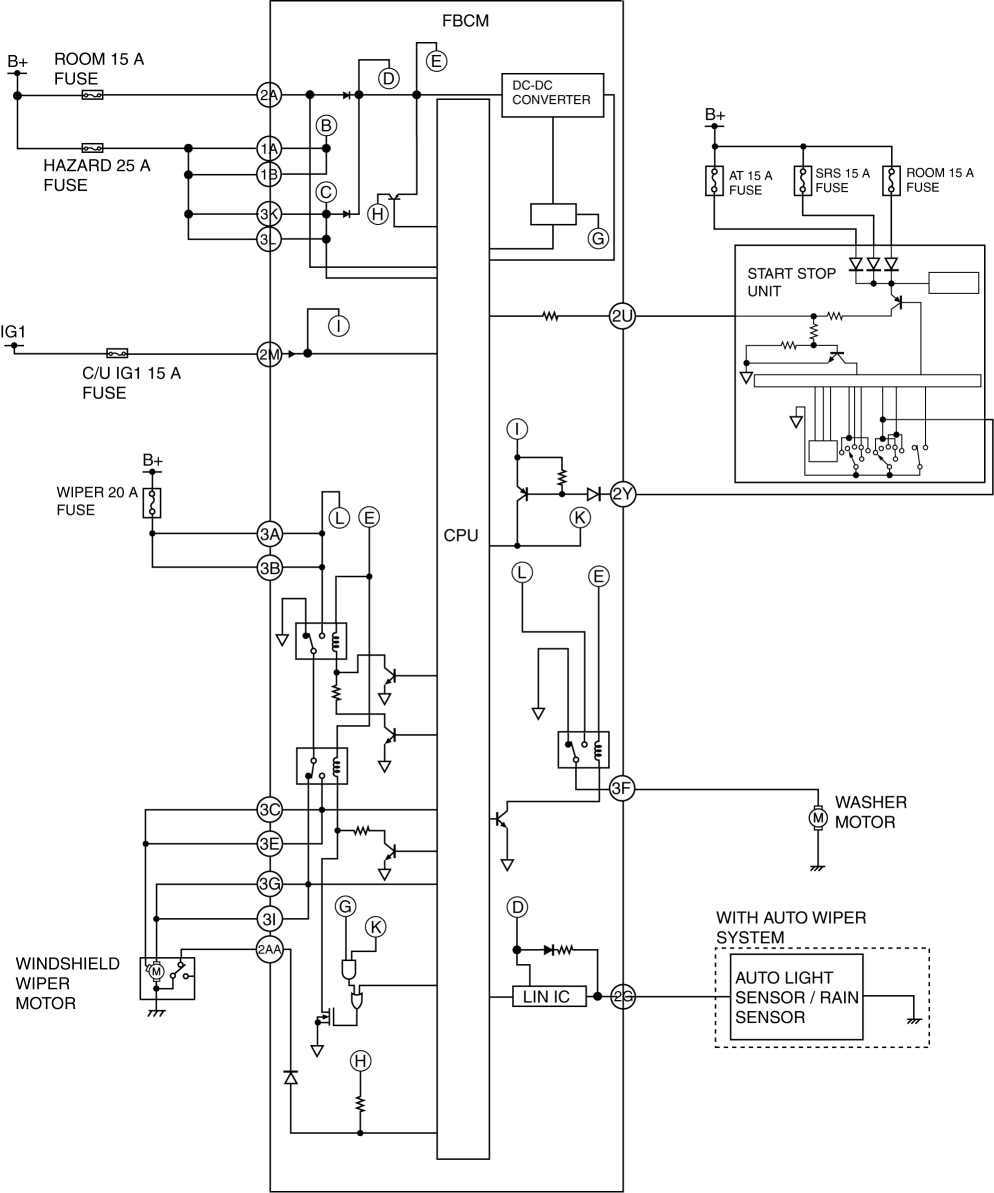 FBCM
B+
ROOM 15 A
FUSE
E
D
DC-DC
CONVERTER
2A
B
B+
HAZARD 25 A
FUSE
1A
1B
AT 15 A
FUSE
SRS 15 A
FUSE
ROOM 15 A
FUSE
C
H
3K
3L
G
START STOP
UNIT
2U
I
IG1
2M
C/U IG1 15 A
FUSE
I
B+
WIPER 20 A
FUSE
2Y
L
E
K
3A
CPU
3B
L
E
3F
WASHER
MOTOR
M
3C
3E
3G
G
D
3I
K
WITH AUTO WIPER
SYSTEM
2AA
WINDSHIELD
WIPER
MOTOR
M
AUTO LIGHT
SENSOR / RAIN
SENSOR
LIN IC
2G
H